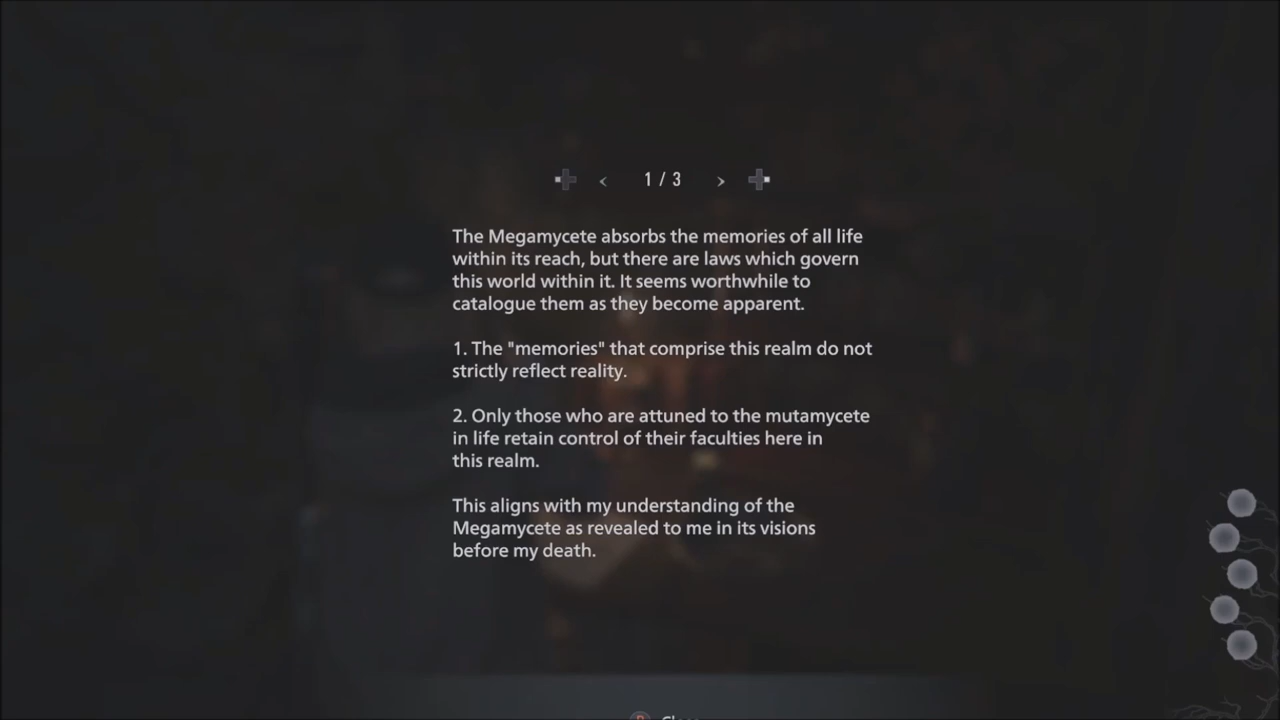 < 1 / 3 >
The Megamycete absorbs the memories of all life
within its reach, but there are laws which govern
this world within it. It seems worthwhile to
catalogue them as they become apparent.
1. The "memories" that comprise this realm do not
strictly reflect reality.
2. Only those who are attuned to the mutamycete
in life retain control of their faculties here in
this realm.
This aligns with my understanding of the
Megamycete as revealed to me in its visions
before my death.